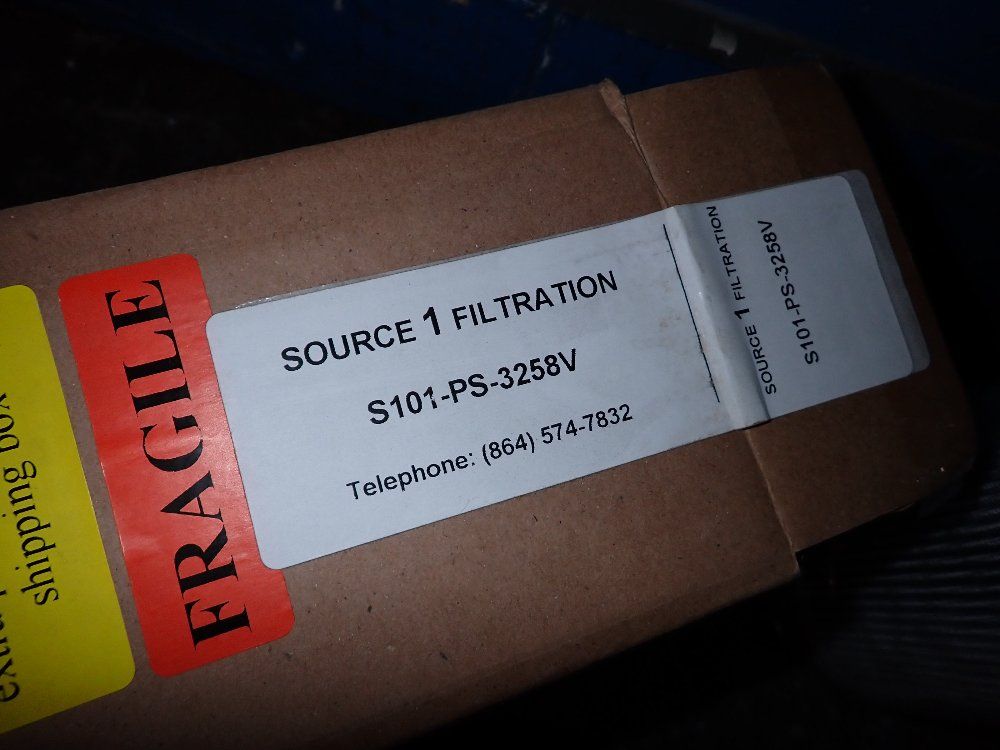 SOURCE 1 FILTRATION
S101-PS-3258V
Telephone: (864) 574-7832
SOURCE 1 FILTRATION
S101-PS-3258V
FRAGILE
shipping box